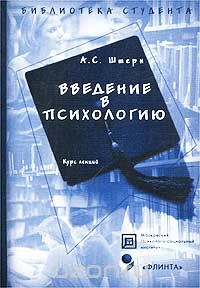 БИБЛИОТЕКА СТУДЕНТА
А.С. Штерн
ВВЕДЕНИЕ
В
ПСИХОЛОГИЮ
Курс лекций
Московский
психолого-социальный
институт
«ФЛИНТА»